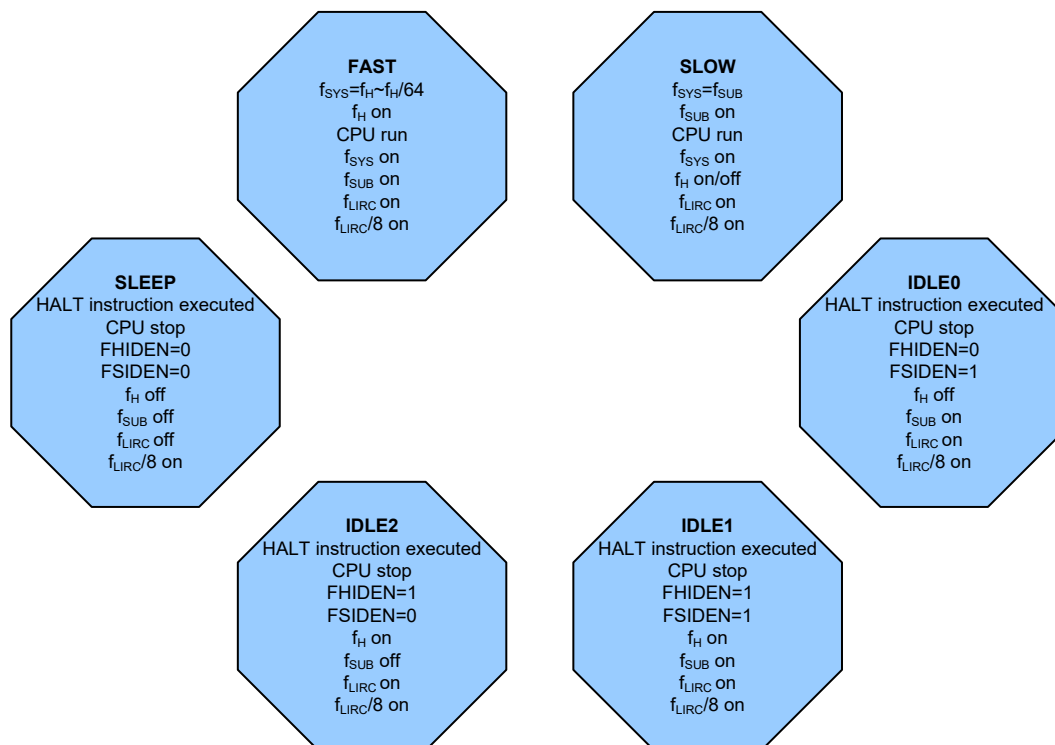 FAST
fSYS=fH~fH/64
fH on
CPU run
fSYS on
fSUB on
fLIRC on
fLIRC/8 on
SLOW
fSYS=fSUB
fSUB on
CPU run
fSYS on
fH on/off
fLIRC on
fLIRC/8 on
SLEEP
HALT instruction executed
CPU stop
FHIDEN=0
FSIDEN=0
fH off
fSUB off
fLIRC off
fLIRC/8 on
IDLE0
HALT instruction executed
CPU stop
FHIDEN=0
FSIDEN=1
fH off
fSUB on
fLIRC on
fLIRC/8 on
IDLE2
HALT instruction executed
CPU stop
FHIDEN=1
FSIDEN=0
fH on
fSUB off
fLIRC on
fLIRC/8 on
IDLE1
HALT instruction executed
CPU stop
FHIDEN=1
FSIDEN=1
fH on
fSUB on
fLIRC on
fLIRC/8 on